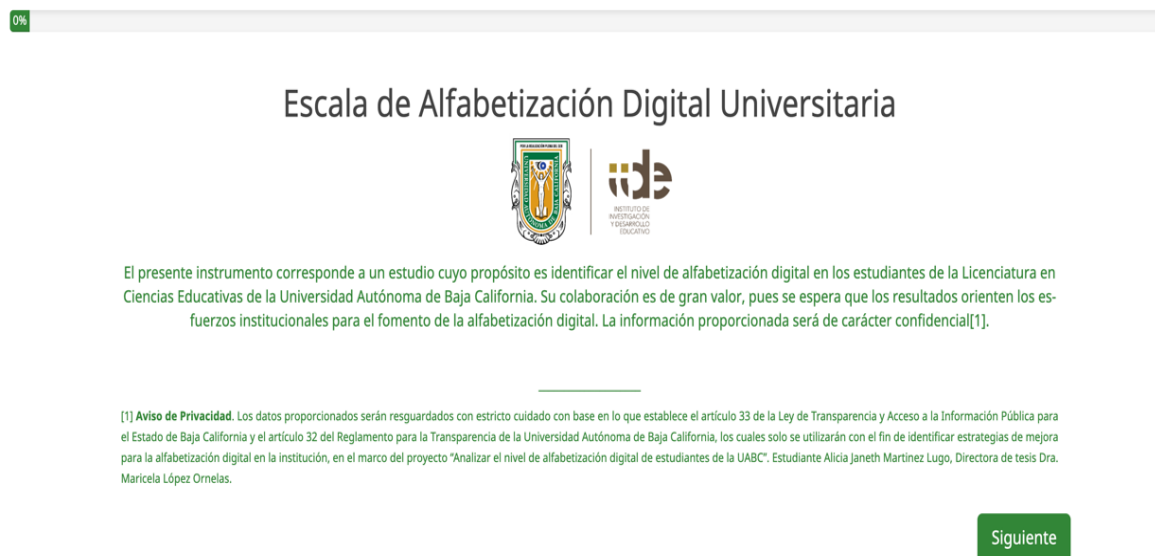 0%
Escala de Alfabetización Digital Universitaria
INSTITUTO DE
INVESTIGACIÓN
Y DESARROLLO
EDUCATIVO
El presente instrumento corresponde a un estudio cuyo propósito es identificar el nivel de alfabetización digital en los estudiantes de la Licenciatura en
Ciencias Educativas de la Universidad Autónoma de Baja California. Su colaboración es de gran valor, pues se espera que los resultados orienten los es-
fuerzos institucionales para el fomento de la alfabetización digital. La información proporcionada será de carácter confidencial[1].
[1] Aviso de Privacidad. Los datos proporcionados serán resguardados con estricto cuidado con base en lo que establece el artículo 33 de la Ley de Transparencia y Acceso a la Información Pública para
el Estado de Baja California y el artículo 32 del Reglamento para la Transparencia de la Universidad Autónoma de Baja California, los cuales solo se utilizarán con el fin de identificar estrategias de mejora
para la alfabetización digital en la institución, en el marco del proyecto "Analizar el nivel de alfabetización digital de estudiantes de la UABC". Estudiante Alicia Janeth Martinez Lugo, Directora de tesis Dra.
Maricela López Ornelas.
Siguiente